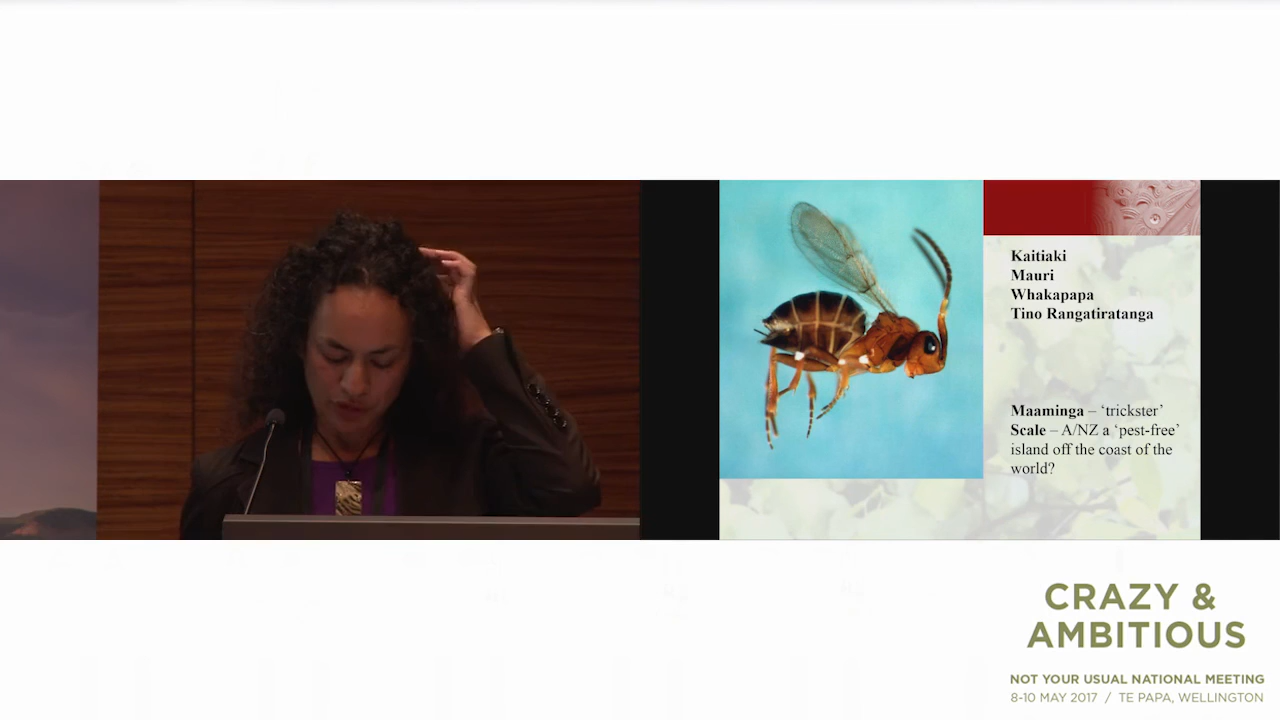 Kaitiaki
Mauri
Whakapapa
Tino Rangatiratanga
Maaminga – ‘trickster’
Scale – A/NZ a ‘pest-free’
island off the coast of the
world?
CRAZY &
AMBITIOUS
NOT YOUR USUAL NATIONAL MEETING
8-10 MAY 2017 / TE PAPA, WELLINGTON